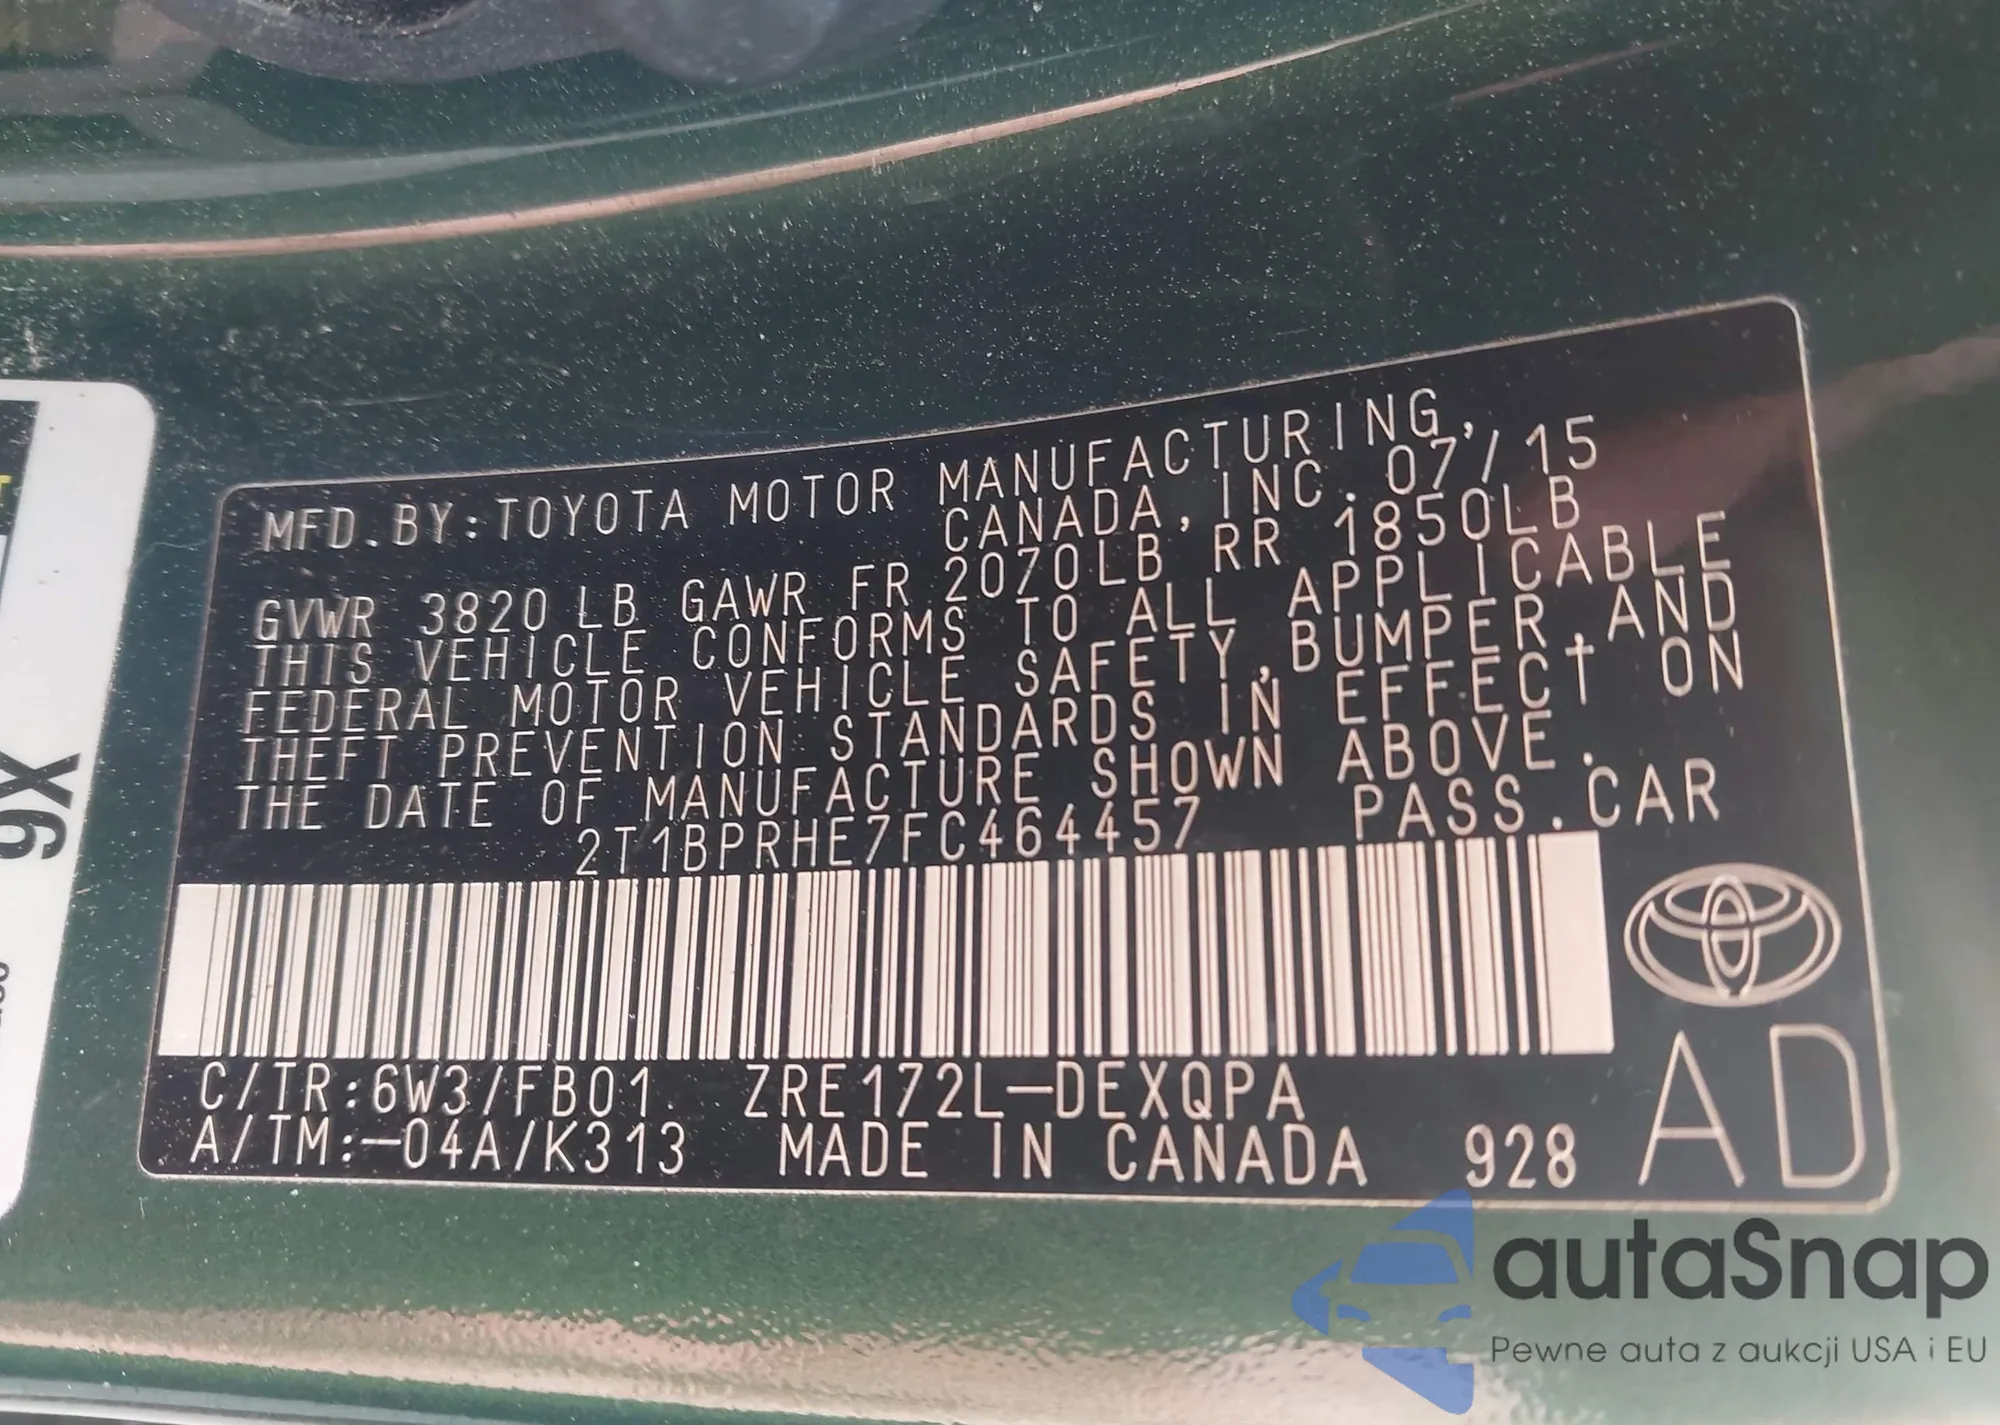 MFD.BY:TOYOTA MOTOR MANUFACTURING,
CANADA, INC. 07/15
GVWR 3820 LB GAWR FR 2070LB RR 1850LB
THIS VEHICLE CONFORMS TO ALL APPLICABLE
FEDERAL MOTOR VEHICLE SAFETY,BUMPER,AND
THEFT PREVENTION STANDARDS IN EFFECT ON
THE DATE OF MANUFACTURE SHOWN ABOVE.
2T1BPRHE7FC464457 PASS.CAR
C/TR:6W3/FB01. ZRE172L-DEXQPA
A/TM:-04A/K313 MADE IN CANADA 928 AD
autaSnap
Pewne auta z aukcji USA i EU